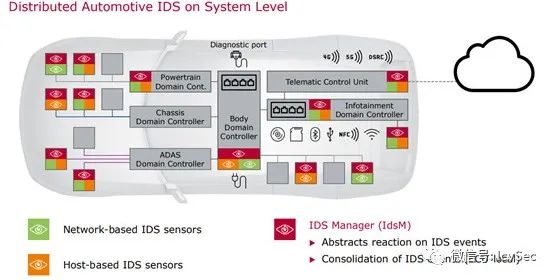 Distributed Automotive IDS on System Level
Diagnostic port
4G
5G
DSRC
Powertrain
Domain Cont.
Telematic Control Unit
Chassis
Domain Controller
Body
Domain
Controller
Infotainment
Domain Controller
NFC
ADAS
Domain Controller
Network-based IDS sensors
Host-based IDS sensors
IDS Manager (IdsM)
Abstracts reaction on IDS events
Consolidation of IDS
微信号